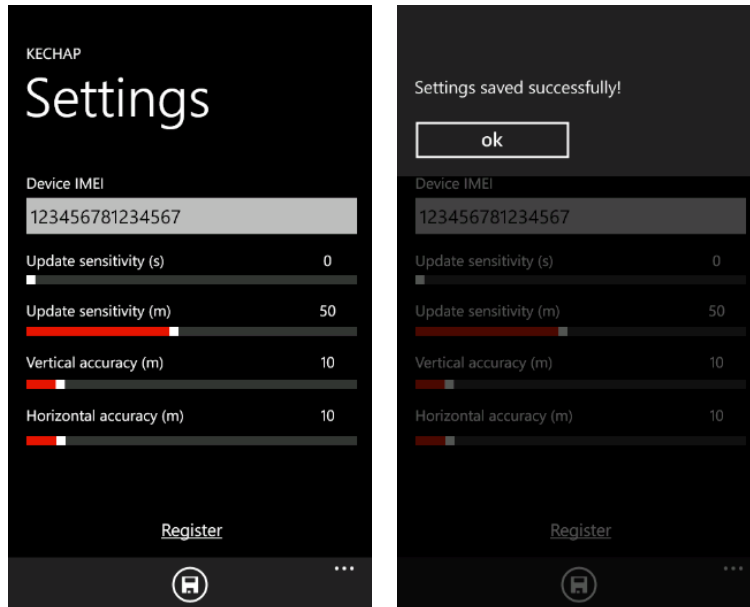 KECHAP
Settings
Device IMEI
123456781234567
Update sensitivity (s) 0
Update sensitivity (m) 50
Vertical accuracy (m) 10
Horizontal accuracy (m) 10
Register
...
Settings saved successfully!
ok
Device IMEI
123456781234567
Update sensitivity (s) 0
Update sensitivity (m) 50
Vertical accuracy (m) 10
Horizontal accuracy (m) 10
Register
...